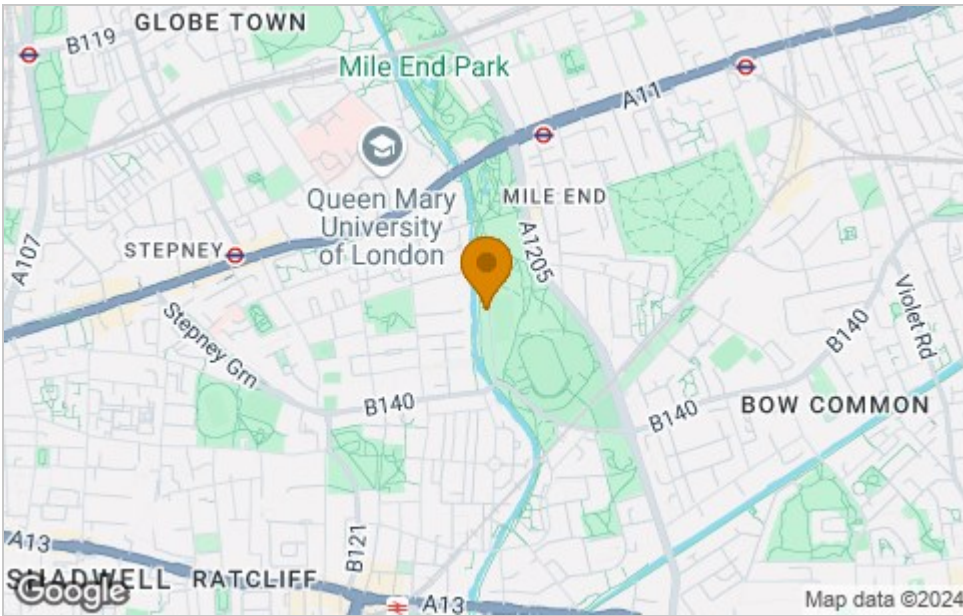 GLOBE TOWN
B119
Mile End Park
A11
Queen Mary
University
of London
MILE END
STEPNEY
A107
A1205
Violet Rd
Stepney Grn
B140
B140
B140
BOW COMMON
B121
A13
SHADWELL
RATCLIFF
A13
Google
Map data ©2024